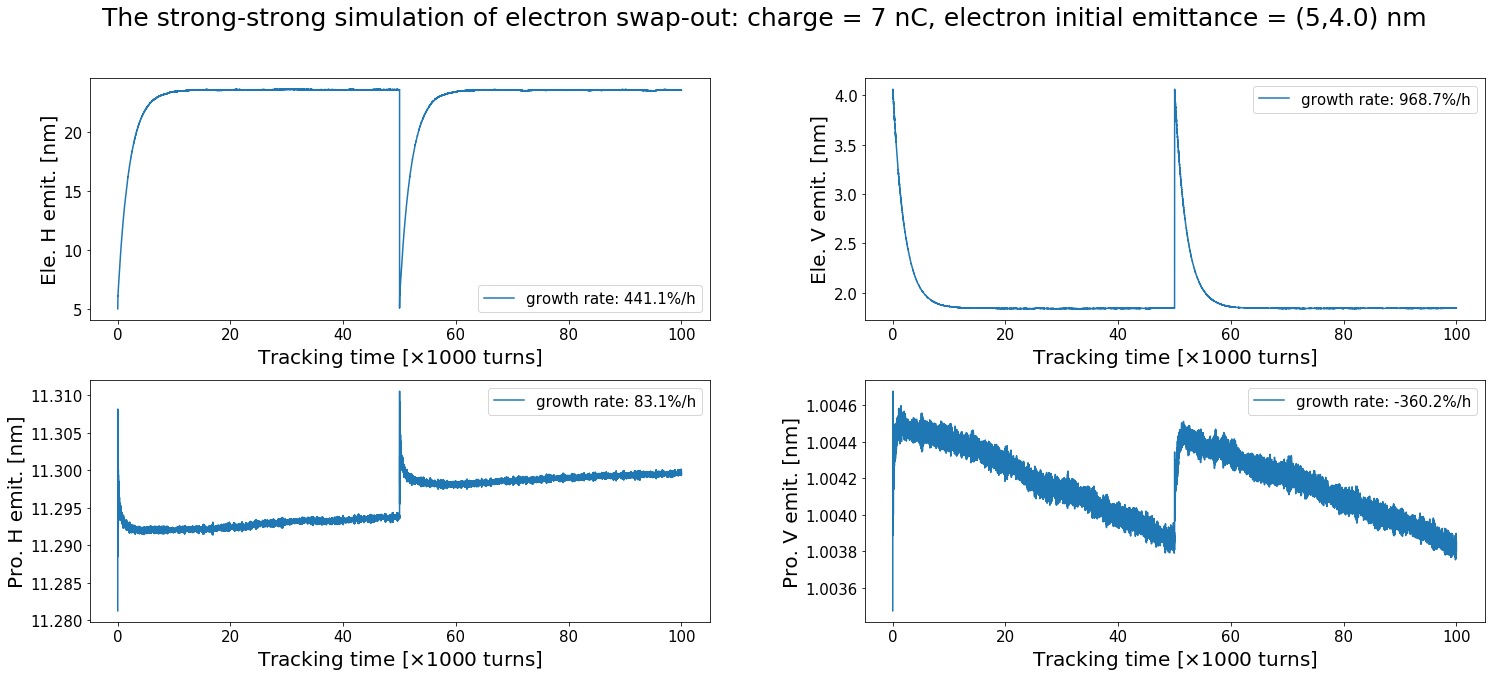 The strong-strong simulation of electron swap-out: charge = 7 nC, electron initial emittance = (5,4.0) nm
Ele. H emit. [nm]
20
15
10
5
growth rate: 441.1%/h
0 20 40 60 80 100
Tracking time [×1000 turns]
Ele. V emit. [nm]
4.0
3.5
3.0
2.5
2.0
growth rate: 968.7%/h
0 20 40 60 80 100
Tracking time [×1000 turns]
Pro. H emit. [nm]
11.310
11.305
11.300
11.295
11.290
11.285
11.280
growth rate: 83.1%/h
0 20 40 60 80 100
Tracking time [×1000 turns]
Pro. V emit. [nm]
1.0046
1.0044
1.0042
1.0040
1.0038
1.0036
growth rate: -360.2%/h
0 20 40 60 80 100
Tracking time [×1000 turns]